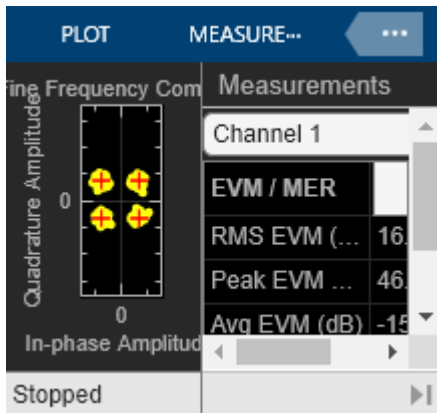 PLOT
MEASURE...
...
ine Frequency Com
Quadrature Amplitude
0
0
In-phase Amplitud
Measurements
Channel 1
EVM / MER
RMS EVM (... 16.
Peak EVM ... 46.
Avg EVM (dB) -15
Stopped